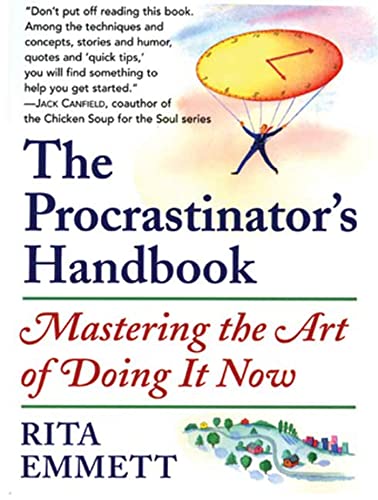 "Don't put off reading this book.
Among the techniques and
concepts, stories and humor,
quotes and 'quick tips,'
you will find something to
help you get started."
—JACK CANFIELD, coauthor of
the Chicken Soup for the Soul series
The
Procrastinator's
Handbook
Mastering the Art
of Doing It Now
RITA
EMMETT